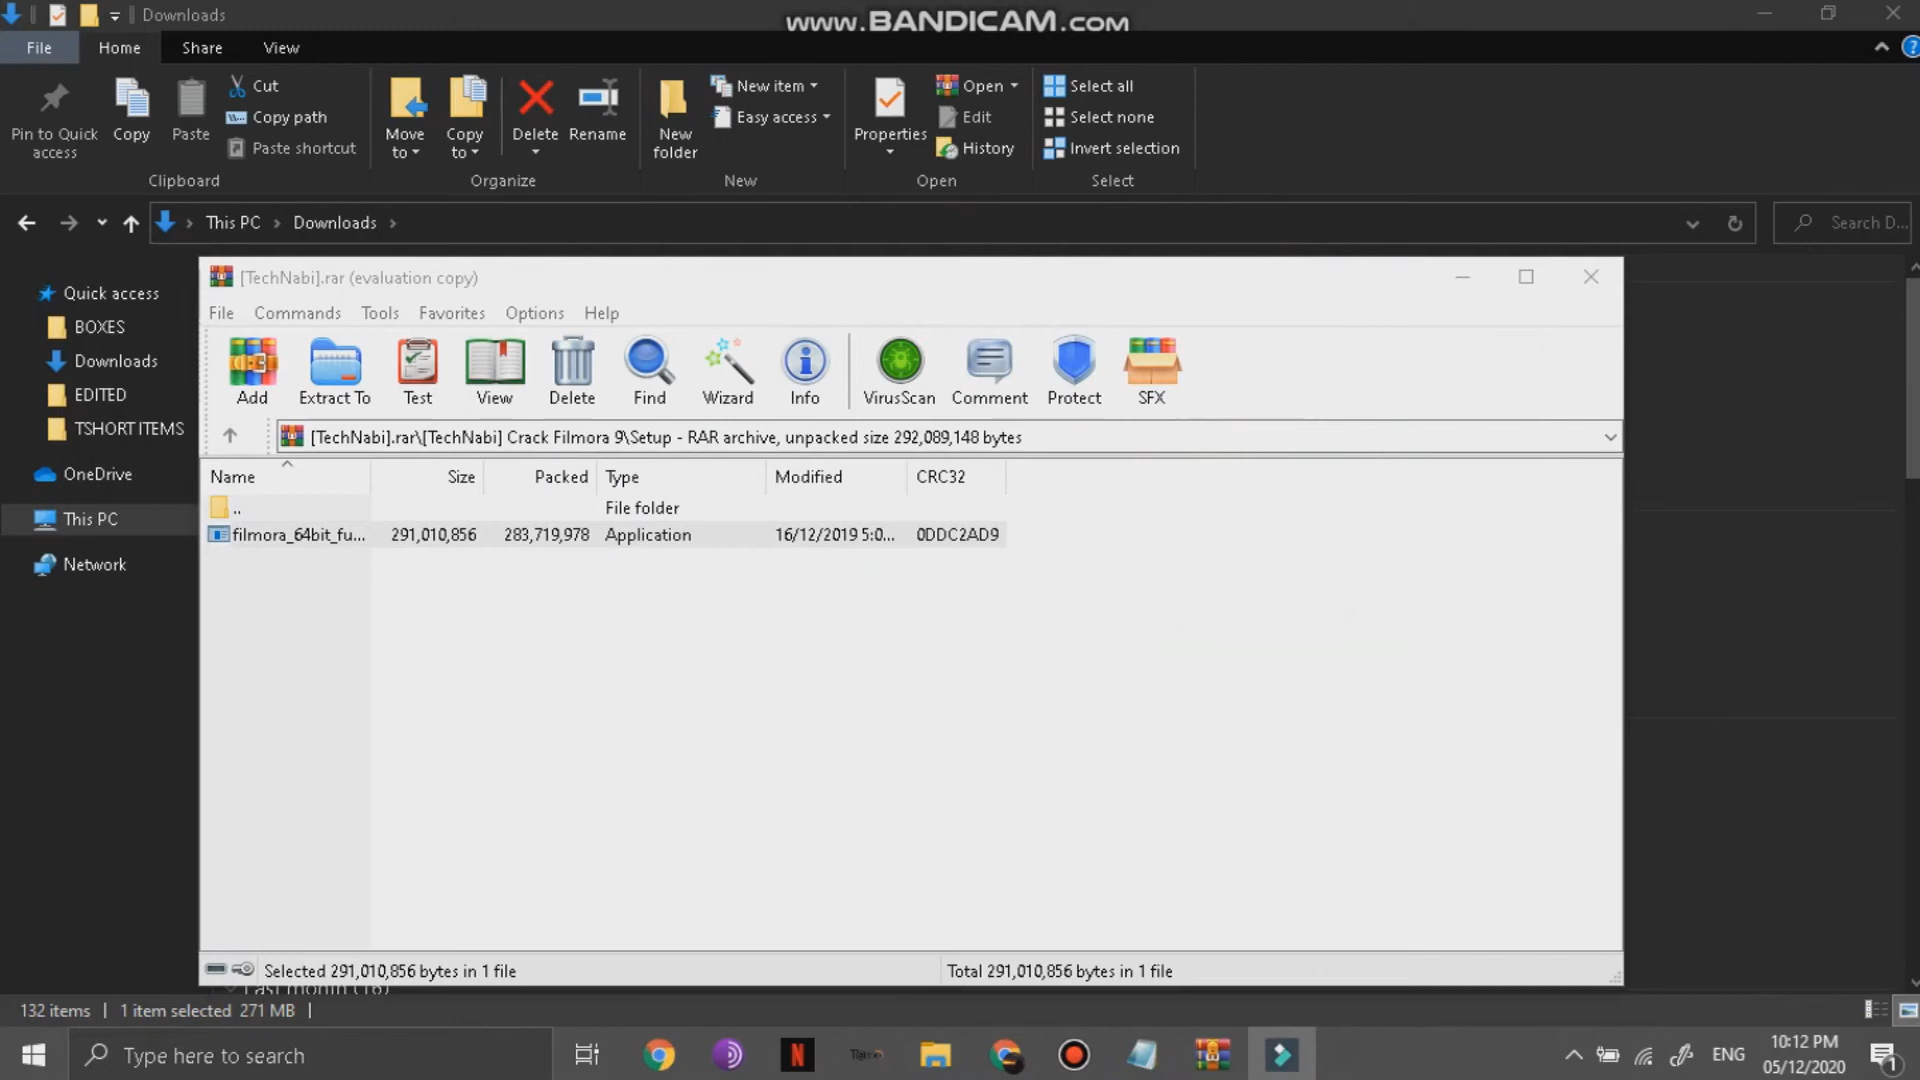 Downloads
www.BANDICAM.com
File Home Share View
Pin to Quick access
Copy
Paste
Cut
Copy path
Paste shortcut
Move to
Copy to
Delete
Rename
New folder
New item
Easy access
Properties
Open
Edit
History
Select all
Select none
Invert selection
Clipboard Organize New Open Select
This PC Downloads
Search D...
Quick access
BOXES
Downloads
EDITED
TSHORT ITEMS
OneDrive
This PC
Network
[TechNabi].rar (evaluation copy)
File Commands Tools Favorites Options Help
Add Extract To Test View Delete Find Wizard Info VirusScan Comment Protect SFX
[TechNabi].rar\[TechNabi] Crack Filmora 9\Setup - RAR archive, unpacked size 292,089,148 bytes
Name Size Packed Type Modified CRC32
.. File folder
filmora_64bit_fu... 291,010,856 283,719,978 Application 16/12/2019 5:0... 0DDC2AD9
Selected 291,010,856 bytes in 1 file
Total 291,010,856 bytes in 1 file
Last month (16)
132 items 1 item selected 271 MB
Type here to search
N
ENG
10:12 PM
05/12/2020
1